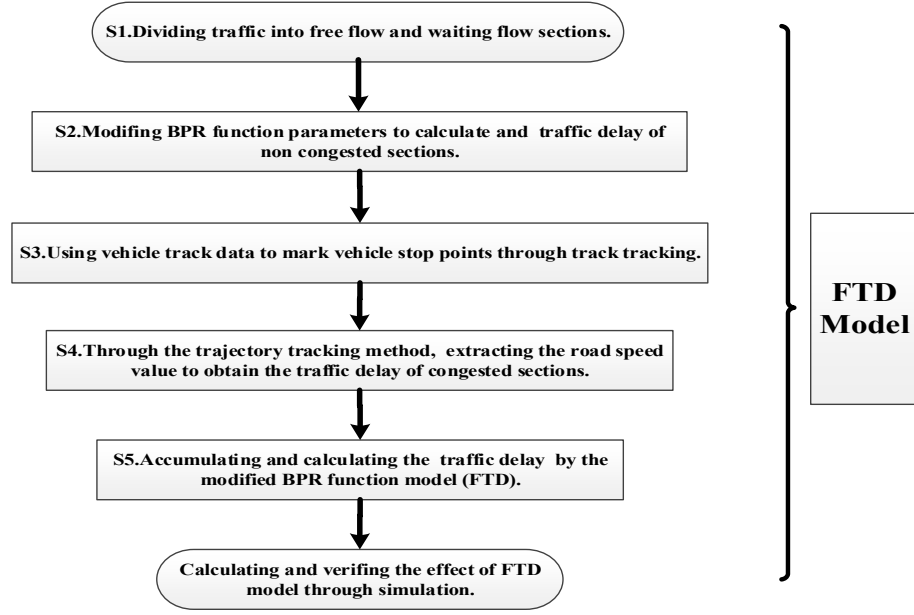 S1.Dividing traffic into free flow and waiting flow sections.
S2.Modifing BPR function parameters to calculate and traffic delay of
non congested sections.
S3.Using vehicle track data to mark vehicle stop points through track tracking.
S4.Through the trajectory tracking method, extracting the road speed
value to obtain the traffic delay of congested sections.
S5.Accumulating and calculating the traffic delay by the
modified BPR function model (FTD).
Calculating and verifing the effect of FTD
model through simulation.
FTD
Model